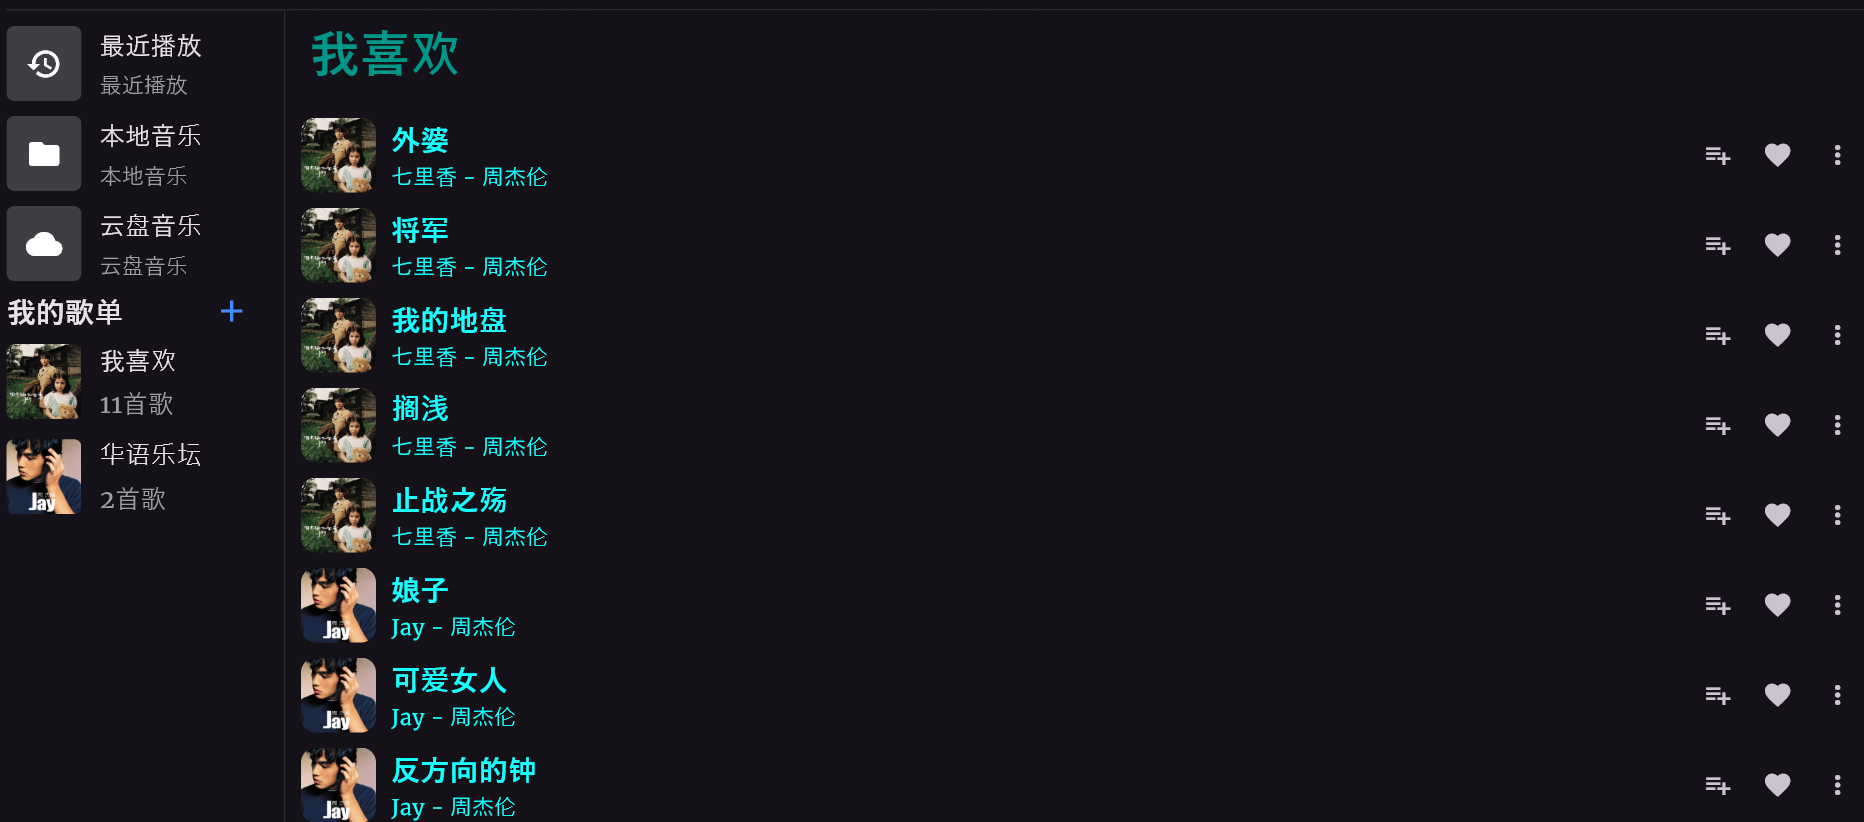 最近播放
最近播放
本地音乐
本地音乐
云盘音乐
云盘音乐
我的歌单
我喜欢
11首歌
华语乐坛
2首歌
我喜欢
外婆
七里香 - 周杰伦
将军
七里香 - 周杰伦
我的地盘
七里香 - 周杰伦
搁浅
七里香 - 周杰伦
止战之殇
七里香 - 周杰伦
娘子
Jay - 周杰伦
可爱女人
Jay - 周杰伦
反方向的钟
Jay - 周杰伦
Jay
Jay
Jay
Jay